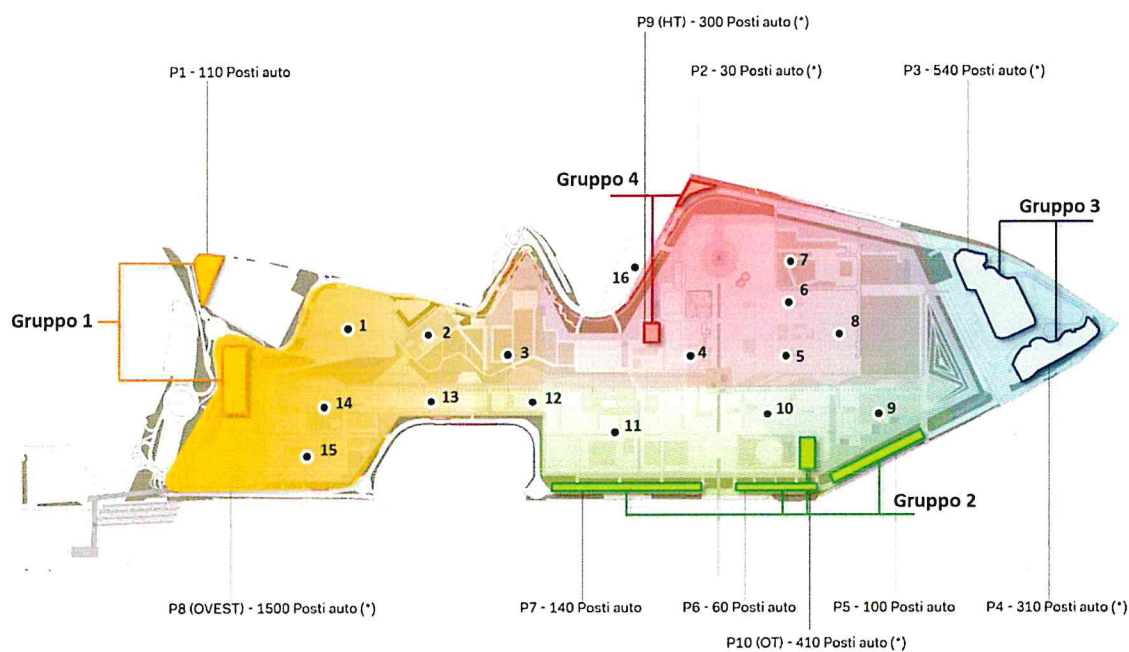 P9 (HT) - 300 Posti auto (*)
P1 - 110 Posti auto
P2 - 30 Posti auto (*)
P3 - 540 Posti auto (*)
Gruppo 4
Gruppo 3
Gruppo 1
16
7
6
1
2
8
3
4
5
14
13
12
10
9
11
15
Gruppo 2
P8 (OVEST) - 1500 Posti auto (*)
P7 - 140 Posti auto
P6 - 60 Posti auto
P5 - 100 Posti auto
P4 - 310 Posti auto (*)
P10 (OT) - 410 Posti auto (*)